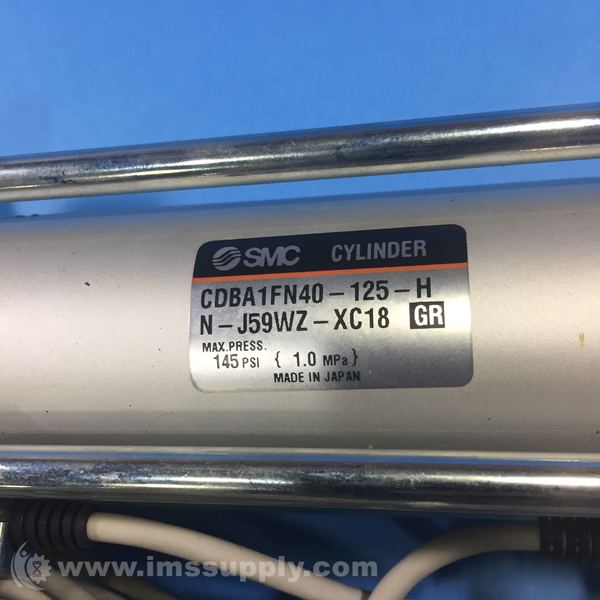 SMC CYLINDER
CDBA1FN40-125-H
N-J59WZ-XC18 GR
MAX.PRESS.
145 PSI { 1.0 MPa }
MADE IN JAPAN
www.imssupply.com